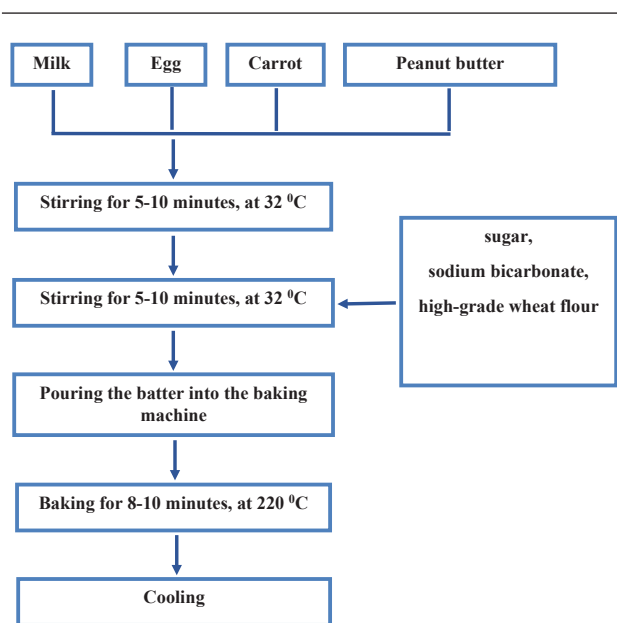 Milk
Egg
Carrot
Peanut butter
Stirring for 5-10 minutes, at 32 ⁰C
sugar,
sodium bicarbonate,
high-grade wheat flour
Stirring for 5-10 minutes, at 32 ⁰C
Pouring the batter into the baking
machine
Baking for 8-10 minutes, at 220 ⁰C
Cooling